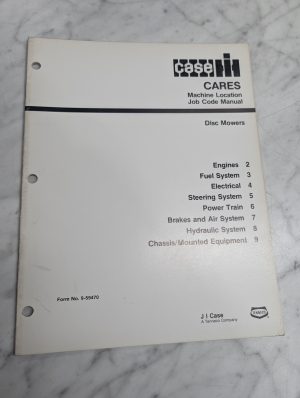 case IH
CARES
Machine Location
Job Code Manual
Disc Mowers
Engines 2
Fuel System 3
Electrical 4
Steering System 5
Power Train 6
Brakes and Air System 7
Hydraulic System 8
Chassis/Mounted Equipment 9
Form No. 5-59470
J I Case
A Tenneco Company